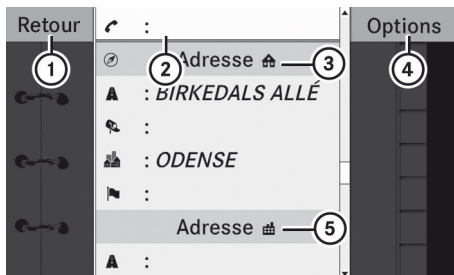 Retour
:
Options
1
2
Adresse
3
4
: BIRKEDALS ALLÉ
:
: ODENSE
:
Adresse
5
: